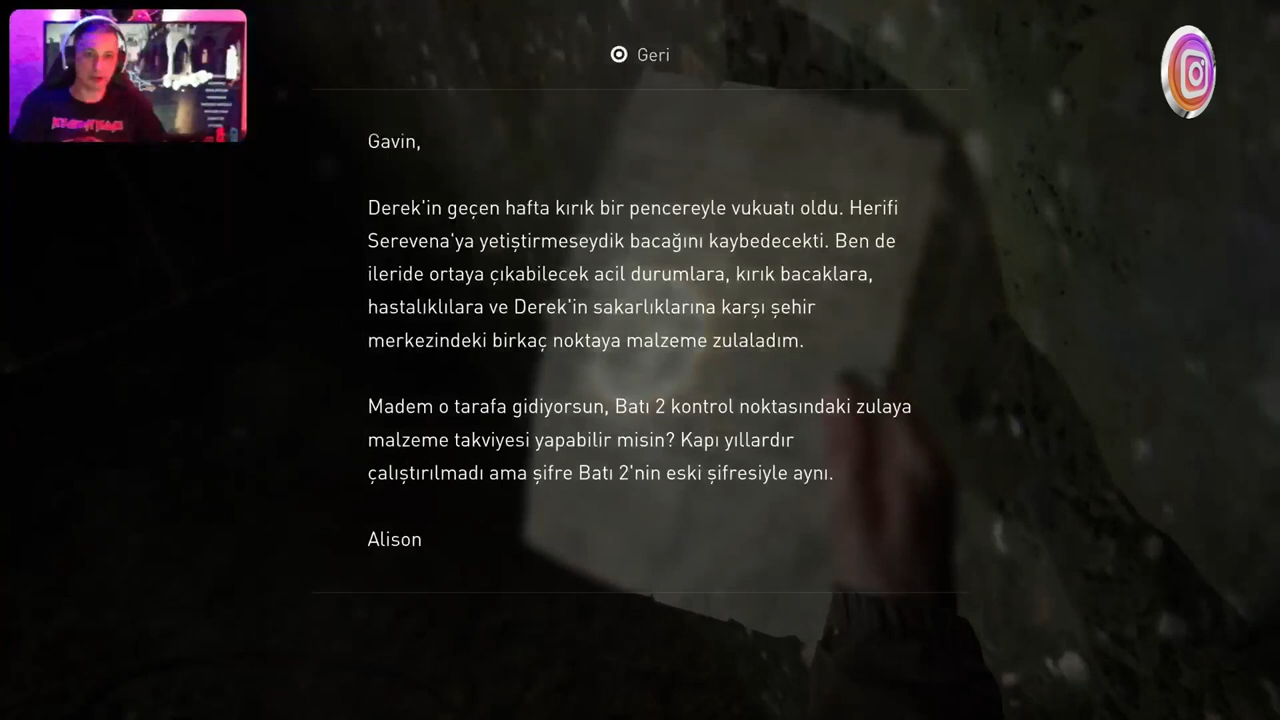 Geri
Gavin,
Derek'in geçen hafta kırık bir pencereyle vukuatı oldu. Herifi
Serevena'ya yetiştirmeseydik bacağını kaybedecekti. Ben de
ileride ortaya çıkabilecek acil durumlara, kırık bacaklara,
hastalıklılara ve Derek'in sakarlıklarına karşı şehir
merkezindeki birkaç noktaya malzeme zulaladım.
Madem o tarafa gidiyorsun, Batı 2 kontrol noktasındaki zulaya
malzeme takviyesi yapabilir misin? Kapı yıllardır
çalıştırılmadı ama şifre Batı 2'nin eski şifresiyle aynı.
Alison